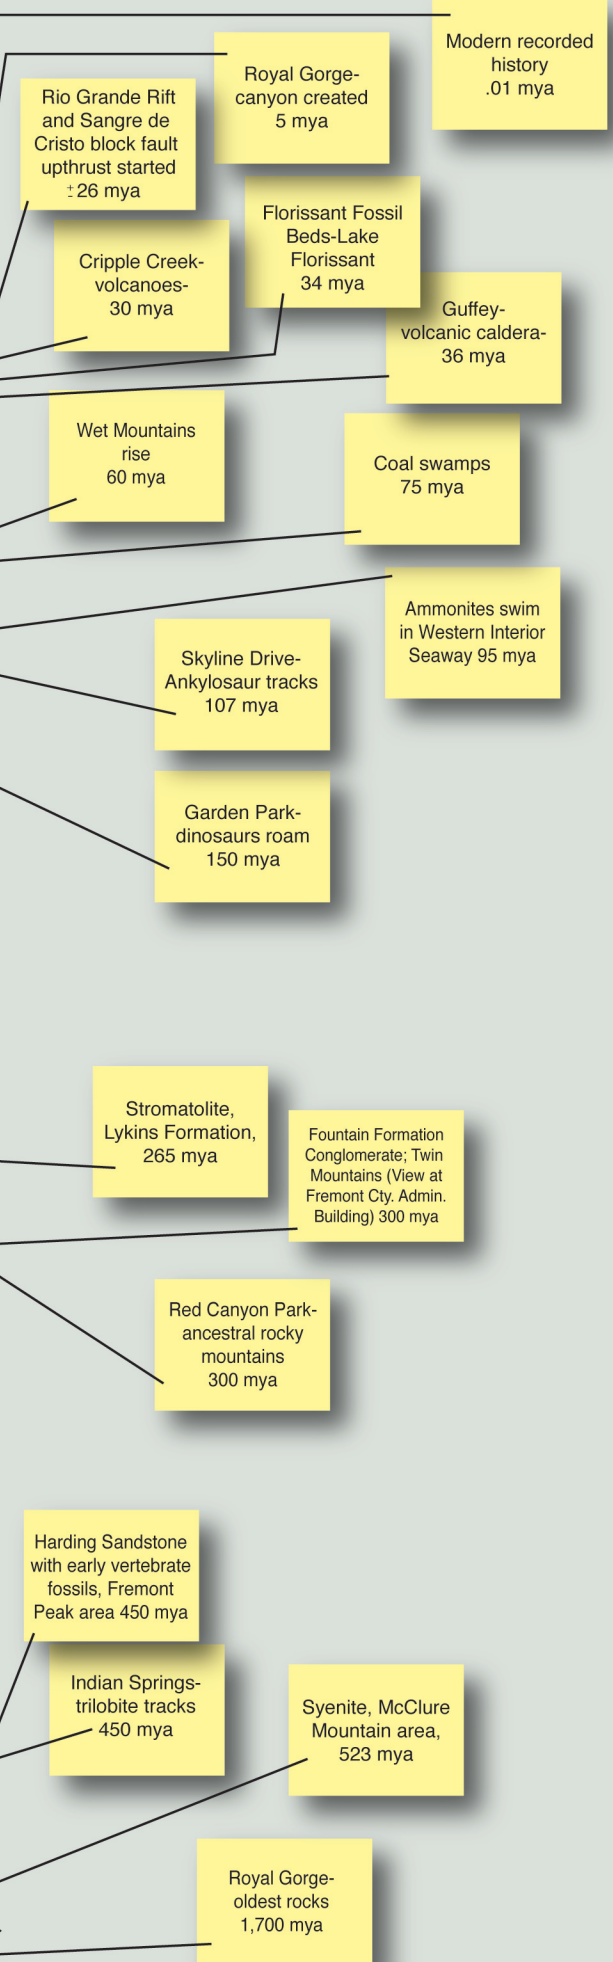 Modern recorded
history
.01 mya
Royal Gorge-
canyon created
5 mya
Rio Grande Rift
and Sangre de
Cristo block fault
upthrust started
±26 mya
Florissant Fossil
Beds-Lake
Florissant
34 mya
Cripple Creek-
volcanoes-
30 mya
Guffey-
volcanic caldera-
36 mya
Wet Mountains
rise
60 mya
Coal swamps
75 mya
Ammonites swim
in Western Interior
Seaway 95 mya
Skyline Drive-
Ankylosaur tracks
107 mya
Garden Park-
dinosaurs roam
150 mya
Stromatolite,
Lykins Formation,
265 mya
Fountain Formation
Conglomerate; Twin
Mountains (View at
Fremont Cty. Admin.
Building) 300 mya
Red Canyon Park-
ancestral rocky
mountains
300 mya
Harding Sandstone
with early vertebrate
fossils, Fremont
Peak area 450 mya
Indian Springs-
trilobite tracks
450 mya
Syenite, McClure
Mountain area,
523 mya
Royal Gorge-
oldest rocks
1,700 mya